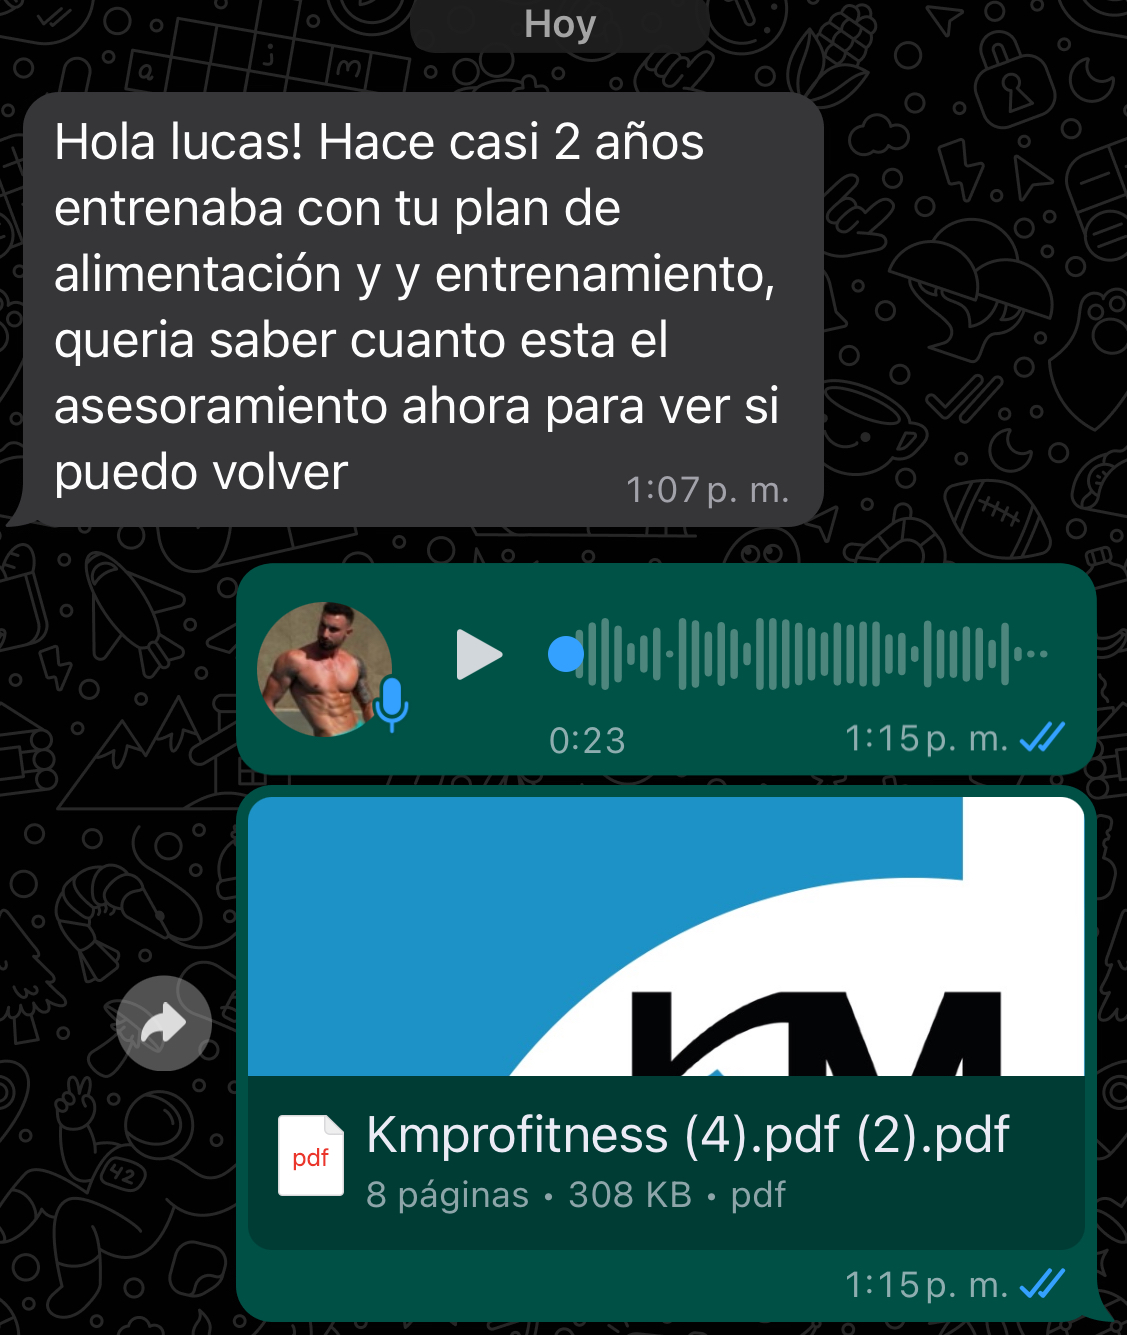 Hoy
Hola lucas! Hace casi 2 años
entrenaba con tu plan de
alimentación y y entrenamiento,
queria saber cuanto esta el
asesoramiento ahora para ver si
puedo volver
1:07 p. m.
0:23
1:15 p. m.
KM
pdf
Kmprofitness (4).pdf (2).pdf
8 páginas • 308 KB • pdf
1:15 p. m.